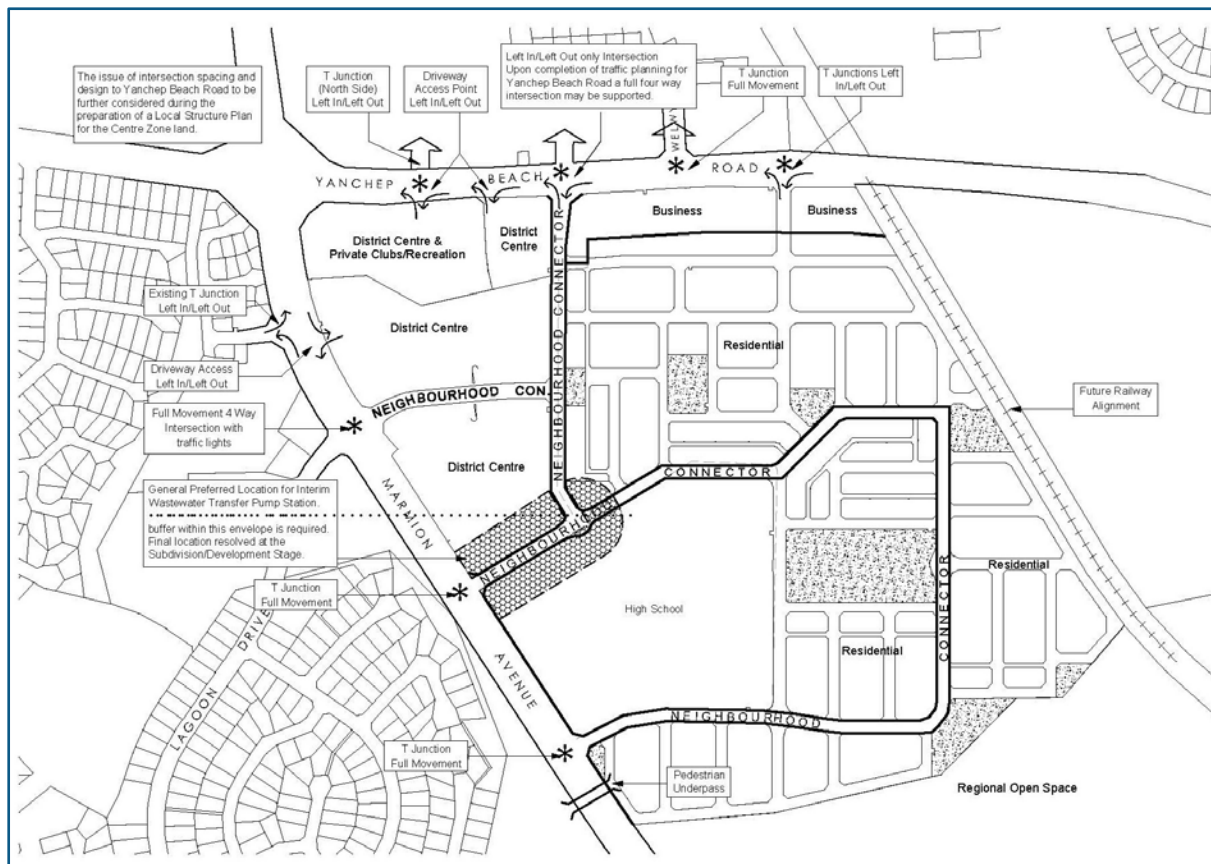 The issue of intersection spacing and
design to Yanchep Beach Road to be
further considered during the
preparation of a Local Structure Plan
for the Centre Zone land.
T Junction
(North Side)
Left In/Left Out
Driveway
Access Point
Left In/Left Out
Left In/Left Out only Intersection
Upon completion of traffic planning for
Yanchep Beach Road a full four way
intersection may be supported.
T Junction
Full Movement
T Junctions Left
In/Left Out
YANCHEP BEACH ROAD
District Centre &
Private Clubs/Recreation
District
Centre
Business
Business
NEIGHBOURHOOD CONNECTOR
Existing T Junction
Left In/Left Out
District Centre
Residential
Driveway Access
Left In/Left Out
NEIGHBOURHOOD CON.
Future Railway
Alignment
Full Movement 4 Way
Intersection with
traffic lights
District Centre
CONNECTOR
General Preferred Location for Interim
Wastewater Transfer Pump Station.
buffer within this envelope is required.
Final location resolved at the
Subdivision/Development Stage.
MARMION
NEIGHBOURHOOD
T Junction
Full Movement
High School
Residential
CONNECTOR
Residential
LAGOON DRIVE
AVENUE
NEIGHBOURHOOD
T Junction
Full Movement
Pedestrian
Underpass
Regional Open Space